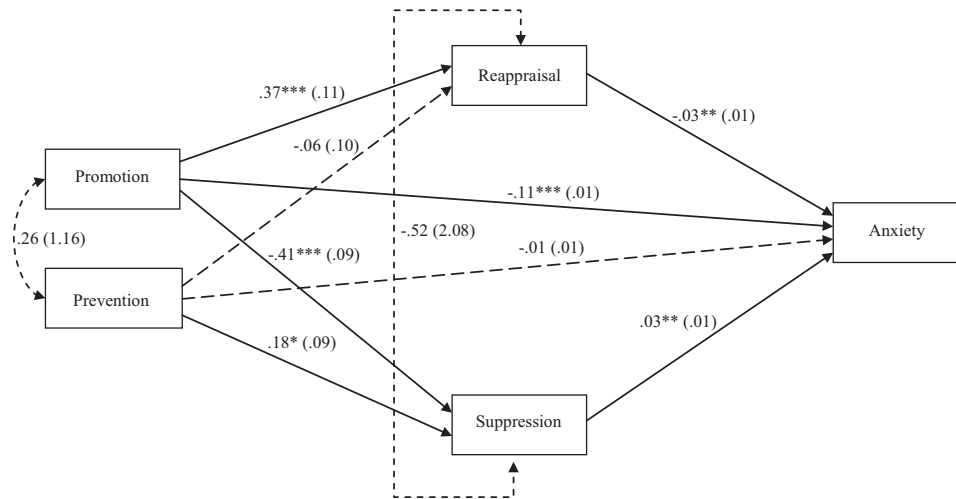 Reappraisal
.37*** (.11)
-.03** (.01)
-.06 (.10)
Promotion
-.11*** (.01)
Anxiety
.26 (1.16)
-.52 (2.08)
-.41*** (.09)
-.01 (.01)
Prevention
.18* (.09)
.03** (.01)
Suppression